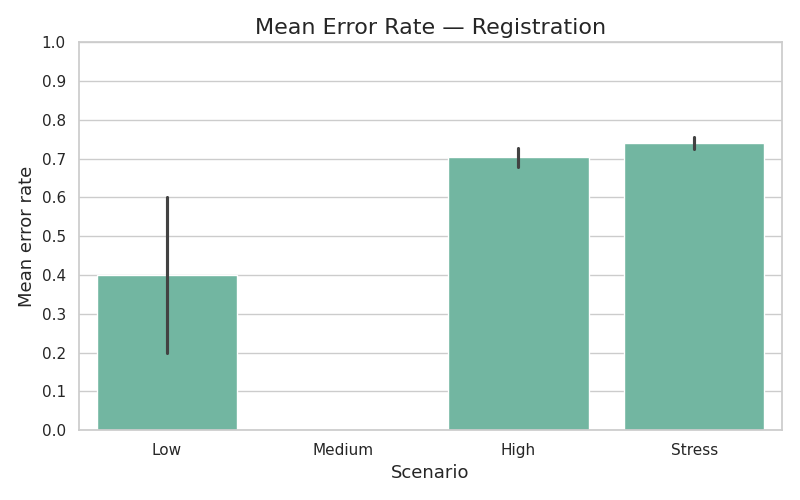 Mean Error Rate — Registration
Mean error rate
1.0
0.9
0.8
0.7
0.6
0.5
0.4
0.3
0.2
0.1
0.0
Low Medium High Stress
Scenario